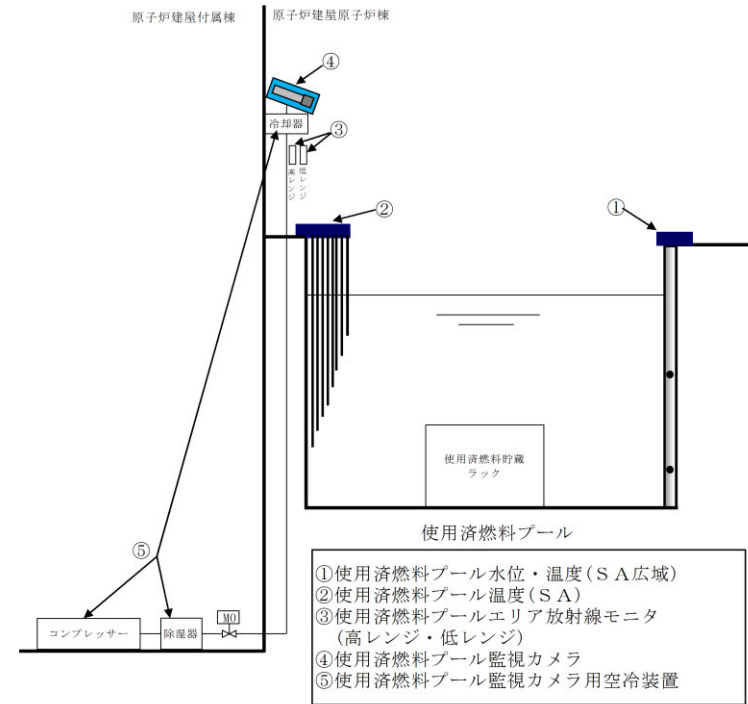 原子炉建屋付属棟
原子炉建屋原子炉棟
④
冷却器
③
高レンジ
低レンジ
②
①
使用済燃料貯蔵
ラック
使用済燃料プール
⑤
MO
コンプレッサー
除湿器
①使用済燃料プール水位・温度(SA広域)
②使用済燃料プール温度(SA)
③使用済燃料プールエリア放射線モニタ
(高レンジ・低レンジ)
④使用済燃料プール監視カメラ
⑤使用済燃料プール監視カメラ用空冷装置